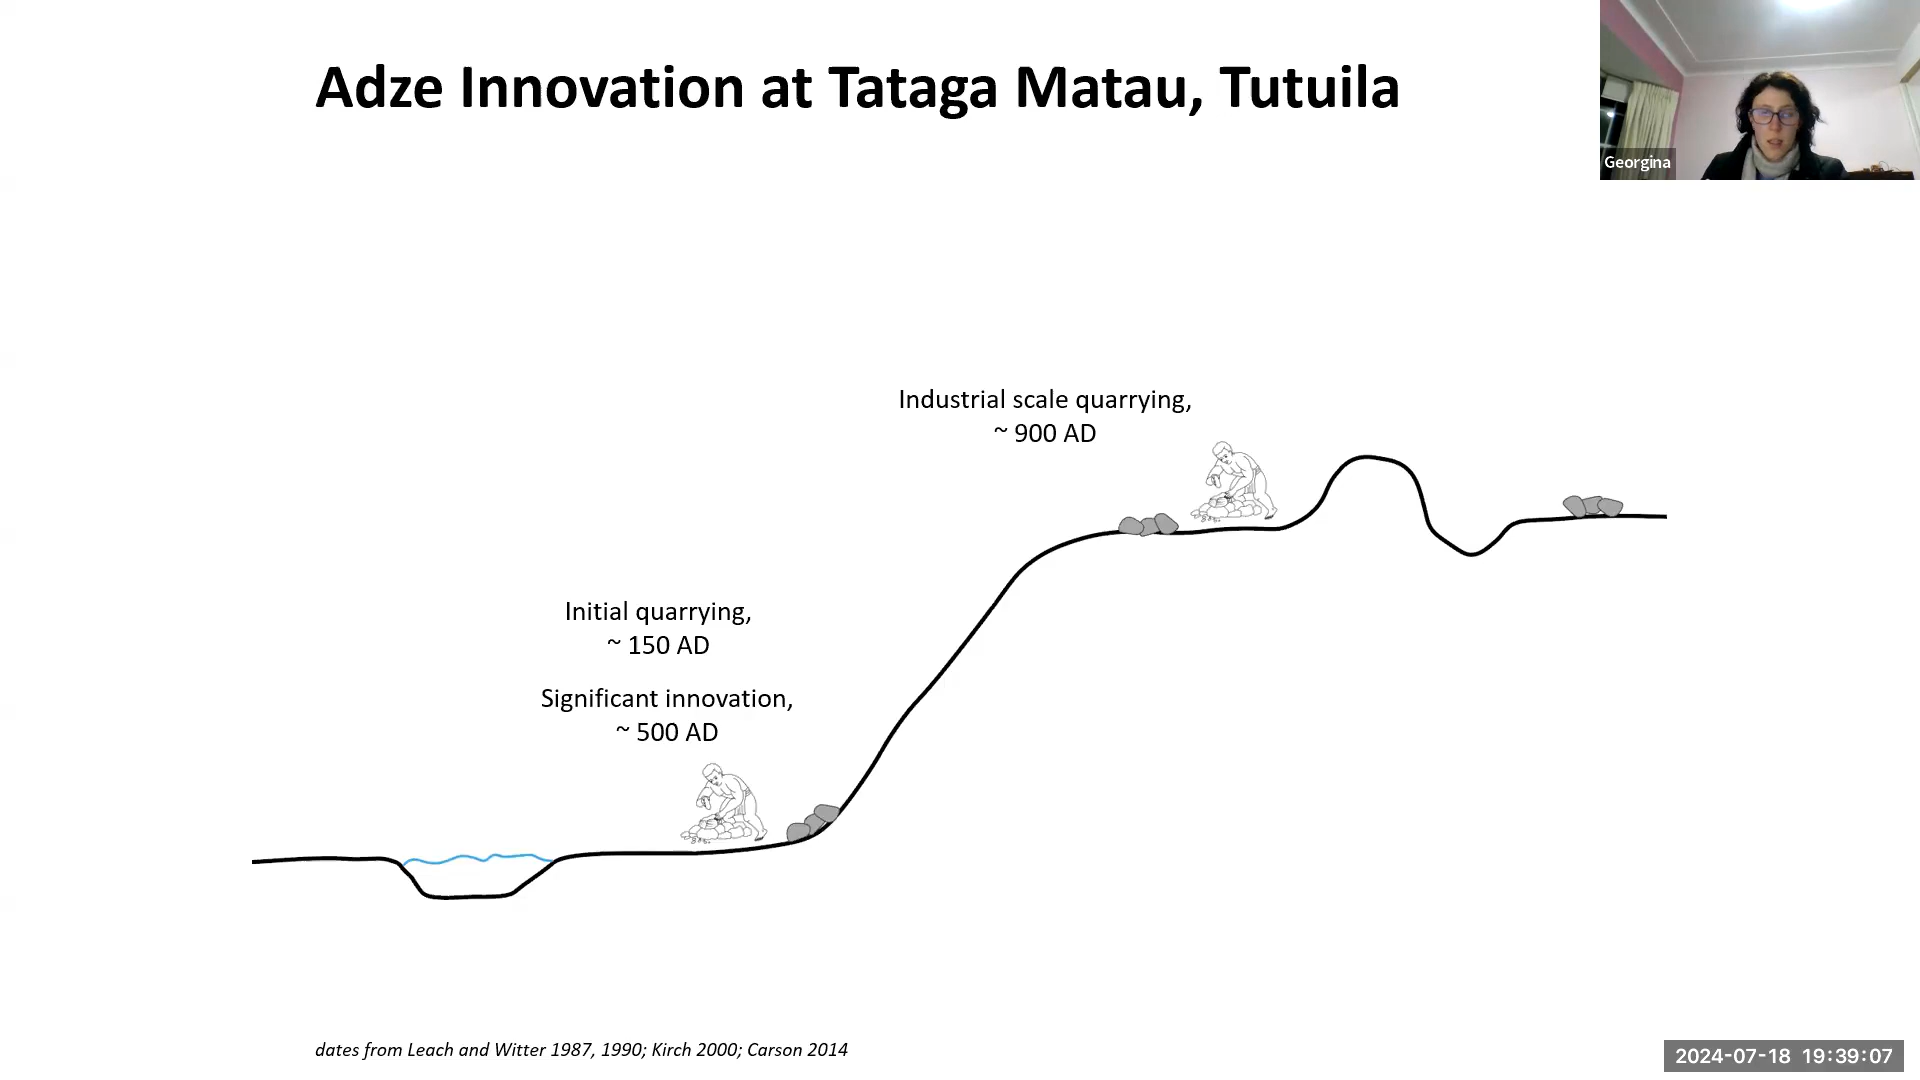 Adze Innovation at Tataga Matau, Tutuila
Georgina
Industrial scale quarrying,
~ 900 AD
Initial quarrying,
~ 150 AD
Significant innovation,
~ 500 AD
dates from Leach and Witter 1987, 1990; Kirch 2000; Carson 2014
2024-07-18 19:39:07